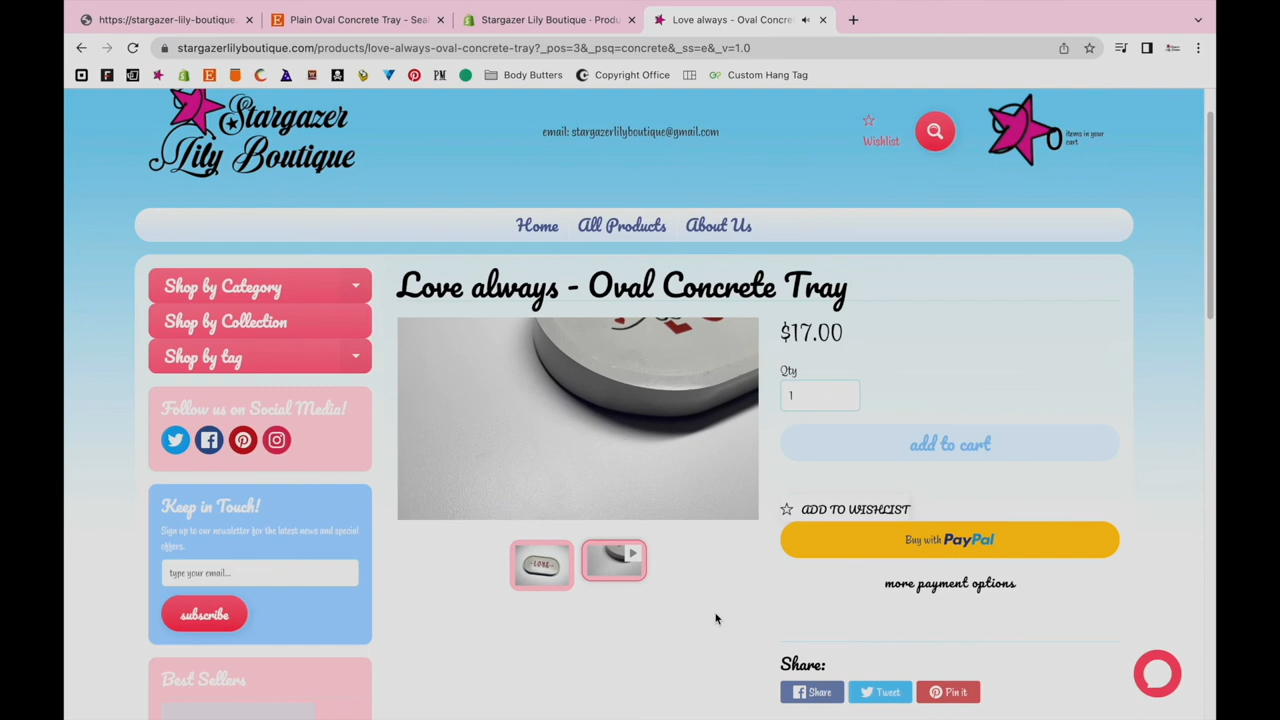 https://stargazer-lily-boutique.
Plain Oval Concrete Tray - Seal
Stargazer Lily Boutique - Produ
Love always - Oval Concre
stargazerlilyboutique.com/products/love-always-oval-concrete-tray?_pos=3&_psq=concrete&_ss=e&_v=1.0
Body Butters
Copyright Office
Custom Hang Tag
Stargazer
Lily Boutique
email: stargazerlilyboutique@gmail.com
Wishlist
0 items in your
cart
Home
All Products
About Us
Shop by Category
Shop by Collection
Shop by tag
Follow us on Social Media!
Keep in Touch!
Sign up to our newsletter for the latest news and special
offers.
type your email...
subscribe
Best Sellers
Love always - Oval Concrete Tray
LOVE
$17.00
Qty
1
add to cart
ADD TO WISHLIST
Buy with PayPal
more payment options
Share:
Share
Tweet
Pin it